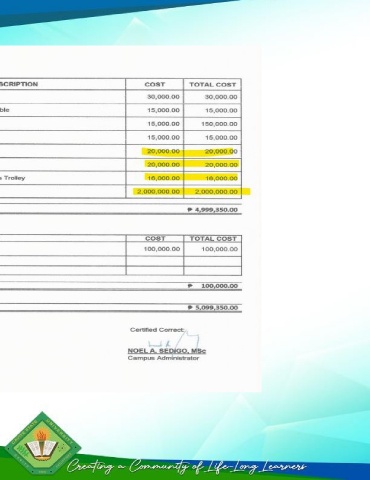 SCRIPTION COST TOTAL COST
30,000.00 30,000.00
ble 15,000.00 15,000.00
15,000.00 150,000.00
15,000.00 15,000.00
20,000.00 20,000.00
20,000.00 20,000.00
Trolley 16,000.00 16,000.00
2,000,000.00 2,000,000.00
₱ 4,999,350.00
COST TOTAL COST
100,000.00 100,000.00
₱ 100,000.00
₱ 5,099,350.00
Certified Correct:
NOEL A. SEDIGO, MSc
Campus Administrator
Creating a Community of Life-Long Learners